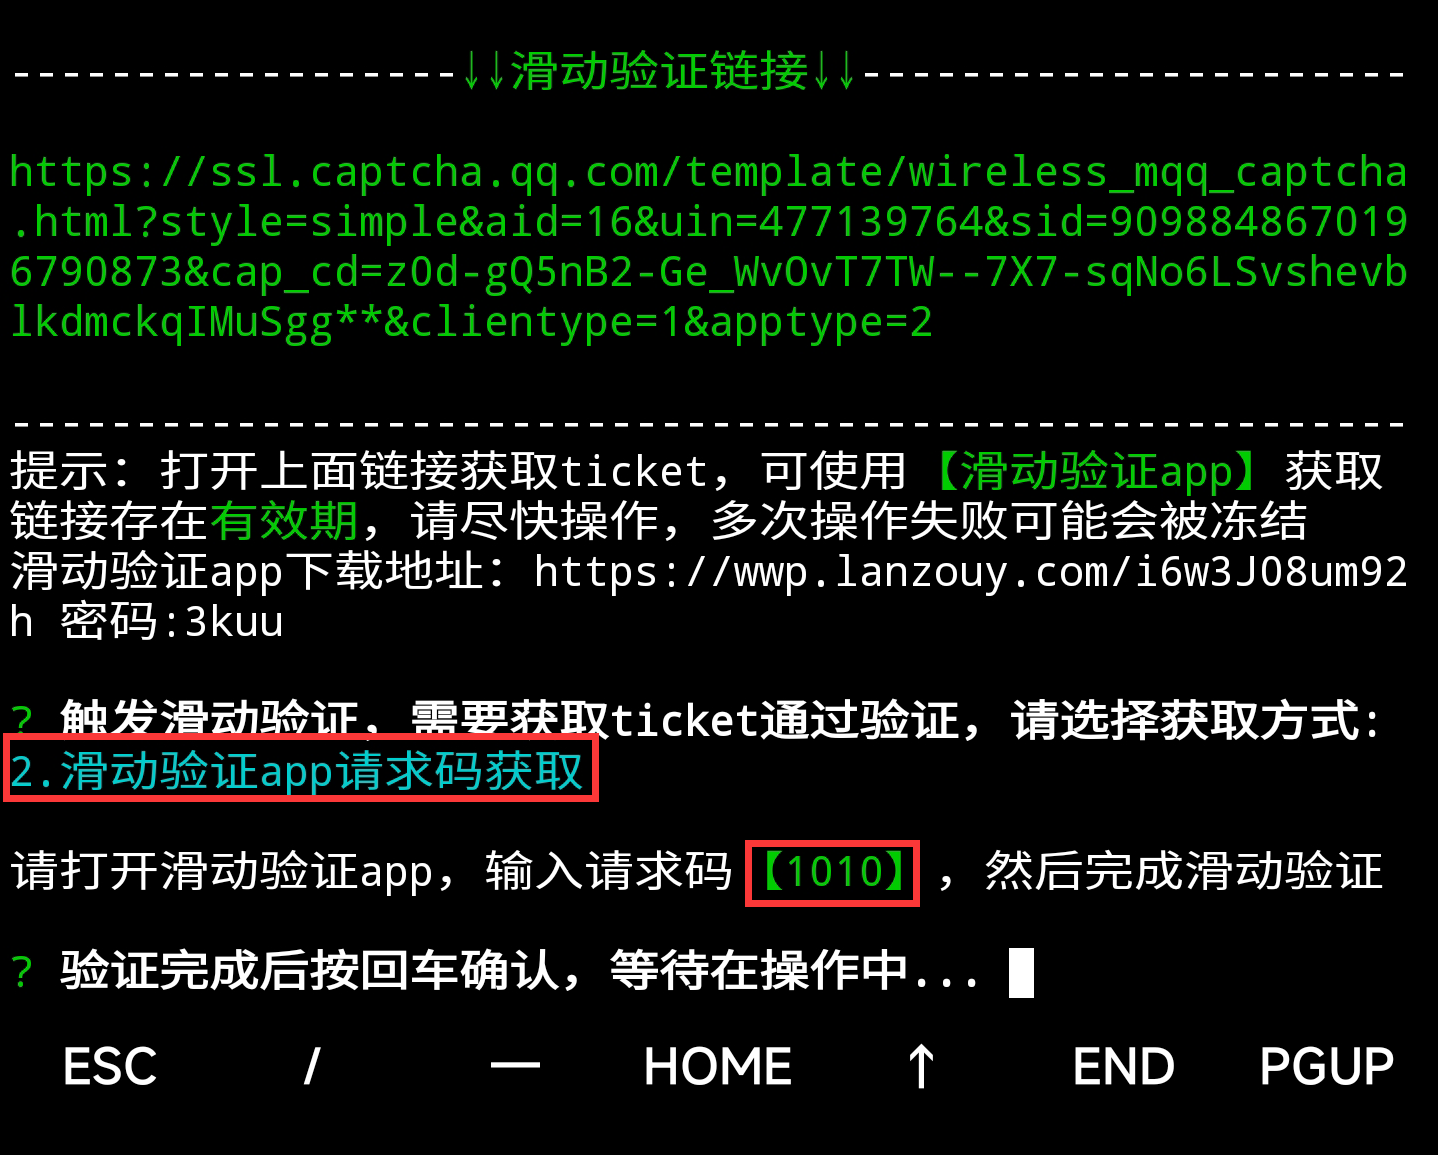 ------------------↓↓滑动验证链接↓↓----------------------
https://ssl.captcha.qq.com/template/wireless_mqq_captcha
.html?style=simple&aid=16&uin=477139764&sid=909884867019
6790873&cap_cd=z0d-gQ5nB2-Ge_WvOvT7TW--7X7-sqNo6LSvshevb
lkdmckqIMuSgg**&clientype=1&apptype=2
--------------------------------------------------------
提示：打开上面链接获取ticket，可使用【滑动验证app】获取
链接存在有效期，请尽快操作，多次操作失败可能会被冻结
滑动验证app下载地址：https://wwp.lanzouy.com/i6w3J08um92
h 密码:3kuu
? 触发滑动验证，需要获取ticket通过验证，请选择获取方式:
2.滑动验证app请求码获取
请打开滑动验证app，输入请求码【1010】，然后完成滑动验证
? 验证完成后按回车确认，等待在操作中...
ESC / — HOME ↑ END PGUP